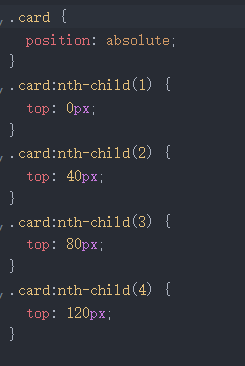 .card {
position: absolute;
}
.card:nth-child(1) {
top: 0px;
}
.card:nth-child(2) {
top: 40px;
}
.card:nth-child(3) {
top: 80px;
}
.card:nth-child(4) {
top: 120px;
}